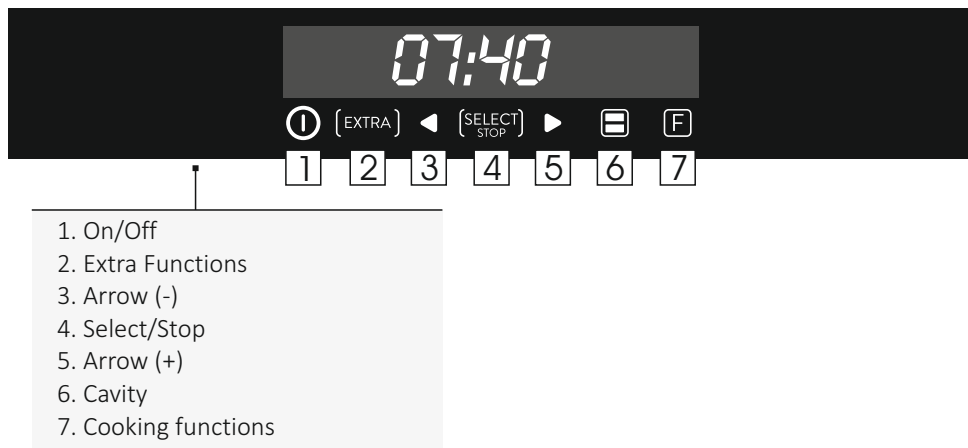 07:40
EXTRA SELECT STOP F
1 2 3 4 5 6 7
1. On/Off
2. Extra Functions
3. Arrow (-)
4. Select/Stop
5. Arrow (+)
6. Cavity
7. Cooking functions